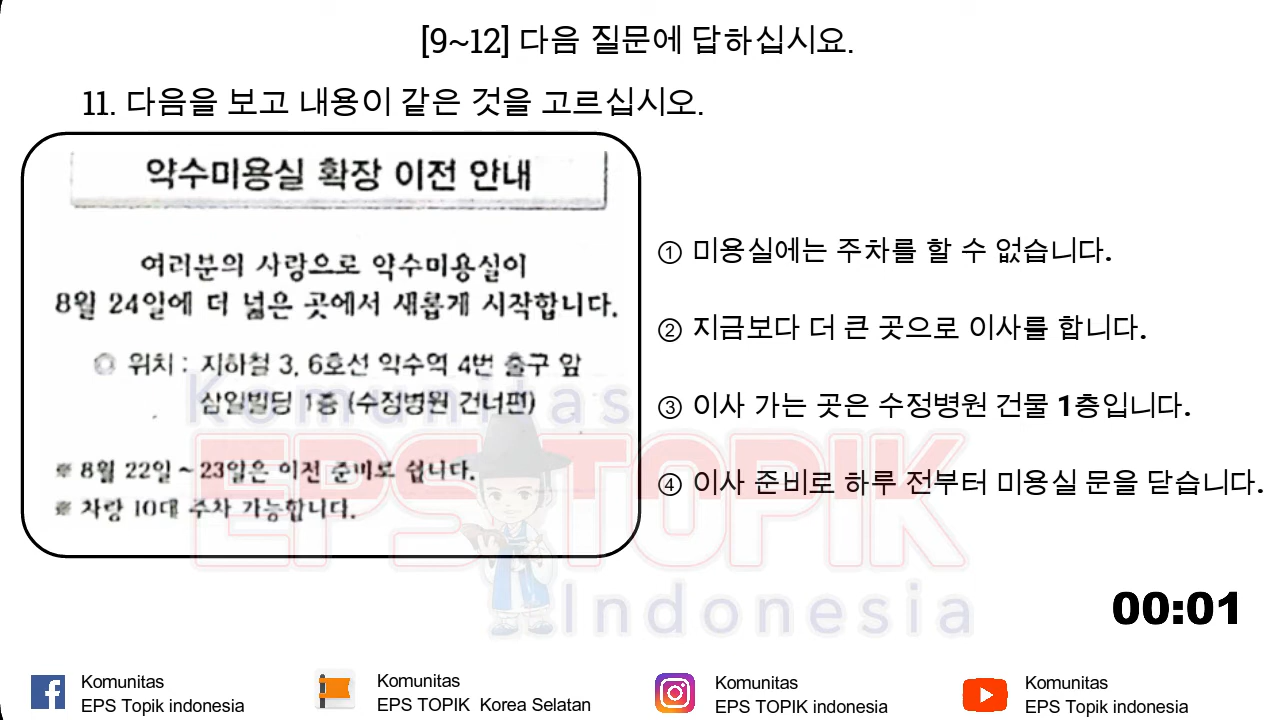 [9~12] 다음 질문에 답하십시요.
11. 다음을 보고 내용이 같은 것을 고르십시오.
약수미용실 확장 이전 안내
여러분의 사랑으로 약수미용실이
8월 24일에 더 넓은 곳에서 새롭게 시작합니다.
◎ 위치 : 지하철 3, 6호선 약수역 4번 출구 앞
삼일빌딩 1층 (수정병원 건너편)
※ 8월 22일 ~ 23일은 이전 준비로 쉽니다.
※ 차량 10대 주차 가능합니다.
① 미용실에는 주차를 할 수 없습니다.
② 지금보다 더 큰 곳으로 이사를 합니다.
③ 이사 가는 곳은 수정병원 건물 1층입니다.
④ 이사 준비로 하루 전부터 미용실 문을 닫습니다.
Komunitas
EPS TOPIK
Indonesia
00:01
Komunitas
EPS Topik indonesia
Komunitas
EPS TOPIK Korea Selatan
Komunitas
EPS TOPIK indonesia
Komunitas
EPS Topik indonesia